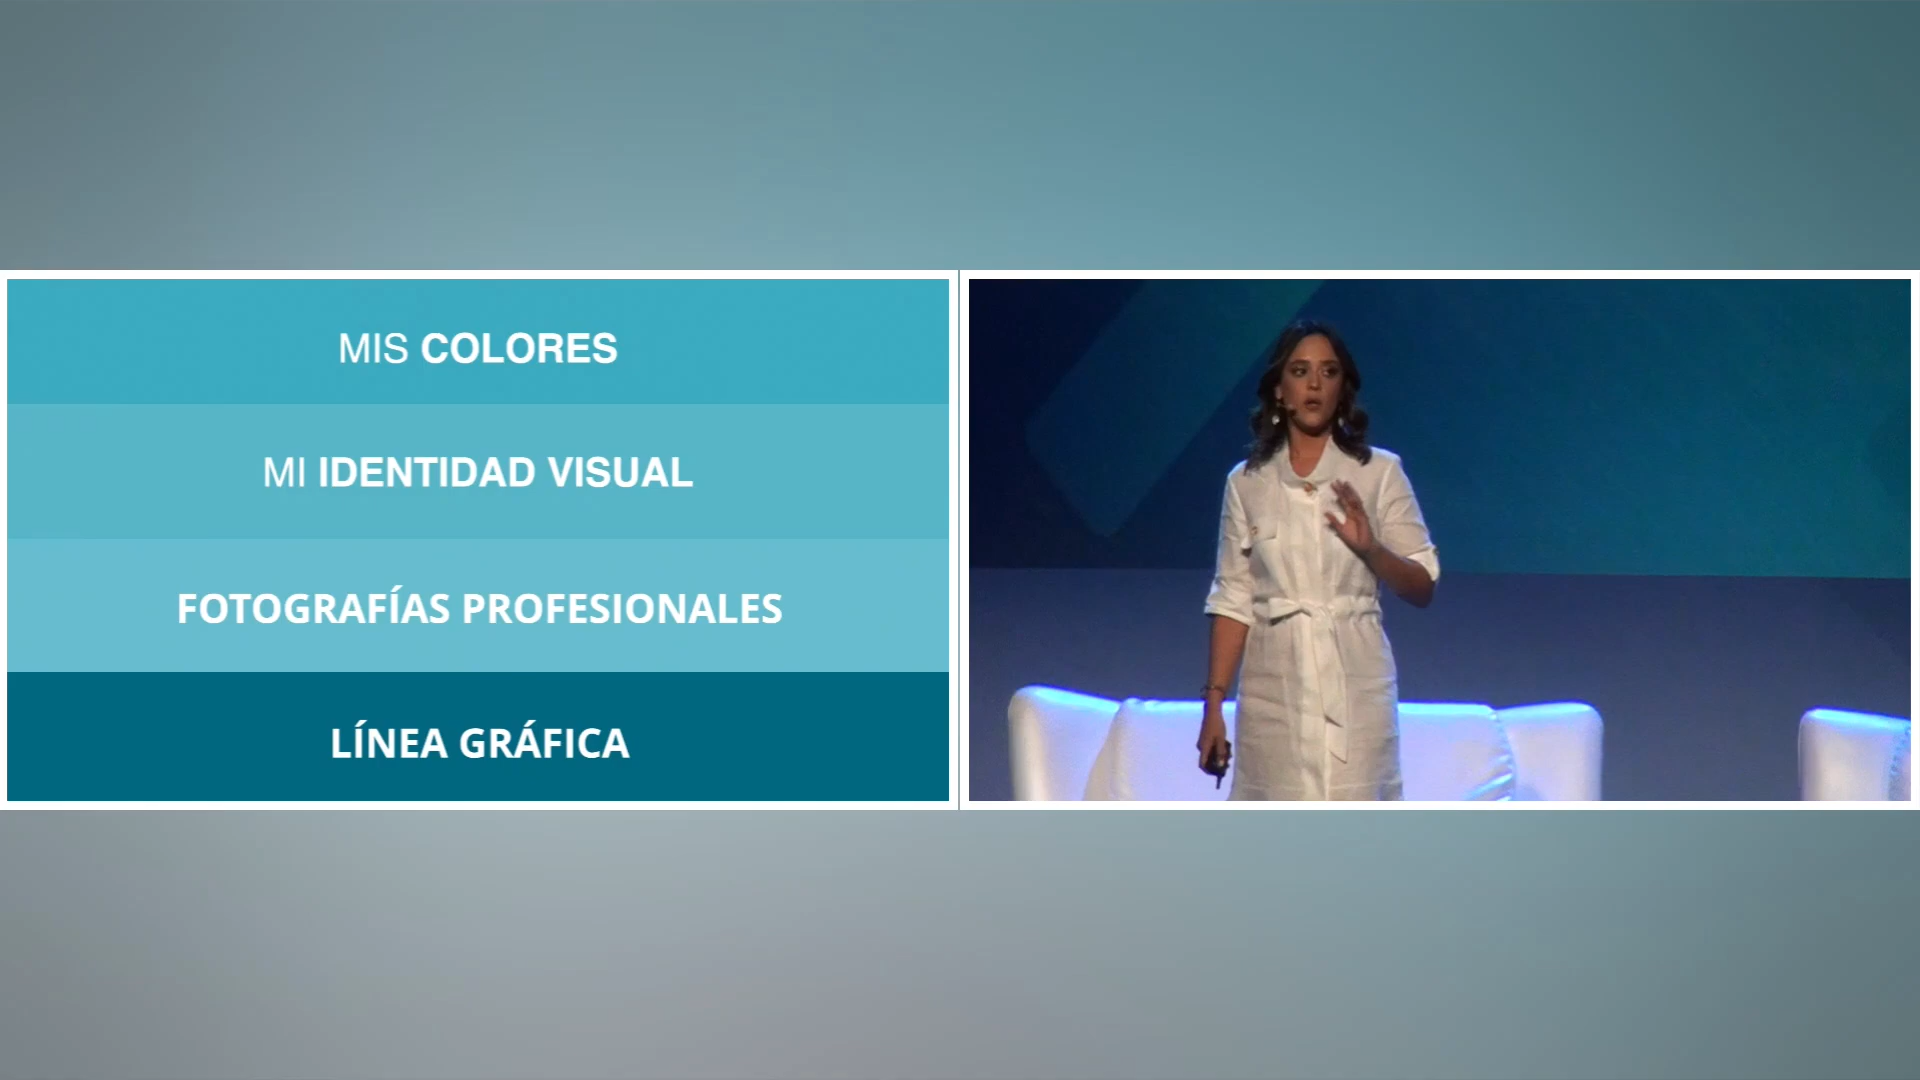 MIS COLORES
MI IDENTIDAD VISUAL
FOTOGRAFÍAS PROFESIONALES
LÍNEA GRÁFICA